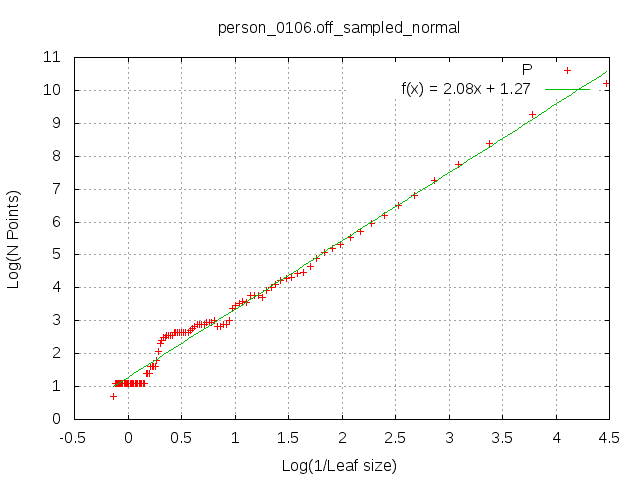 person_0106.off_sampled_normal
P
f(x) = 2.08x + 1.27
Log(N Points)
11
10
9
8
7
6
5
4
3
2
1
0
-0.5 0 0.5 1 1.5 2 2.5 3 3.5 4 4.5
Log(1/Leaf size)